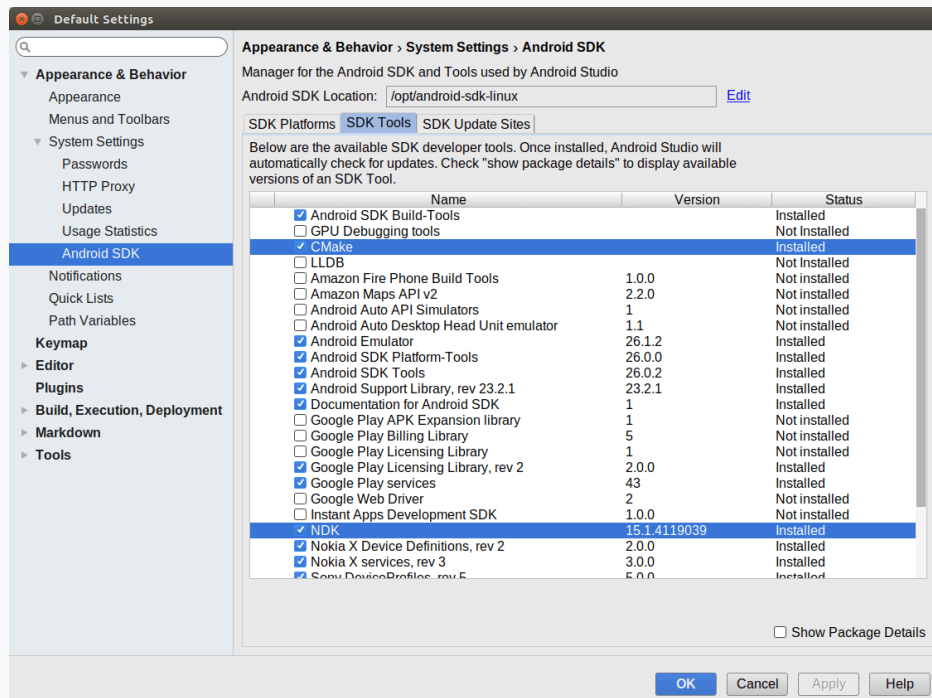 Default Settings
Appearance & Behavior
Appearance
Menus and Toolbars
System Settings
Passwords
HTTP Proxy
Updates
Usage Statistics
Android SDK
Notifications
Quick Lists
Path Variables
Keymap
Editor
Plugins
Build, Execution, Deployment
Markdown
Tools
Appearance & Behavior › System Settings › Android SDK
Manager for the Android SDK and Tools used by Android Studio
Android SDK Location: /opt/android-sdk-linux Edit
SDK Platforms SDK Tools SDK Update Sites
Below are the available SDK developer tools. Once installed, Android Studio will
automatically check for updates. Check "show package details" to display available
versions of an SDK Tool.
Name Version Status
Android SDK Build-Tools Installed
GPU Debugging tools Not Installed
CMake Installed
LLDB Not Installed
Amazon Fire Phone Build Tools 1.0.0 Not installed
Amazon Maps API v2 2.2.0 Not installed
Android Auto API Simulators 1 Not installed
Android Auto Desktop Head Unit emulator 1.1 Not installed
Android Emulator 26.1.2 Installed
Android SDK Platform-Tools 26.0.0 Installed
Android SDK Tools 26.0.2 Installed
Android Support Library, rev 23.2.1 23.2.1 Installed
Documentation for Android SDK 1 Installed
Google Play APK Expansion library 1 Not installed
Google Play Billing Library 5 Not installed
Google Play Licensing Library 1 Not installed
Google Play Licensing Library, rev 2 2.0.0 Installed
Google Play services 43 Installed
Google Web Driver 2 Not installed
Instant Apps Development SDK 1.0.0 Not installed
NDK 15.1.4119039 Installed
Nokia X Device Definitions, rev 2 2.0.0 Installed
Nokia X services, rev 3 3.0.0 Installed
Sony DeviceProfiles, rev 5 5.0.0 Installed
Show Package Details
OK Cancel Apply Help